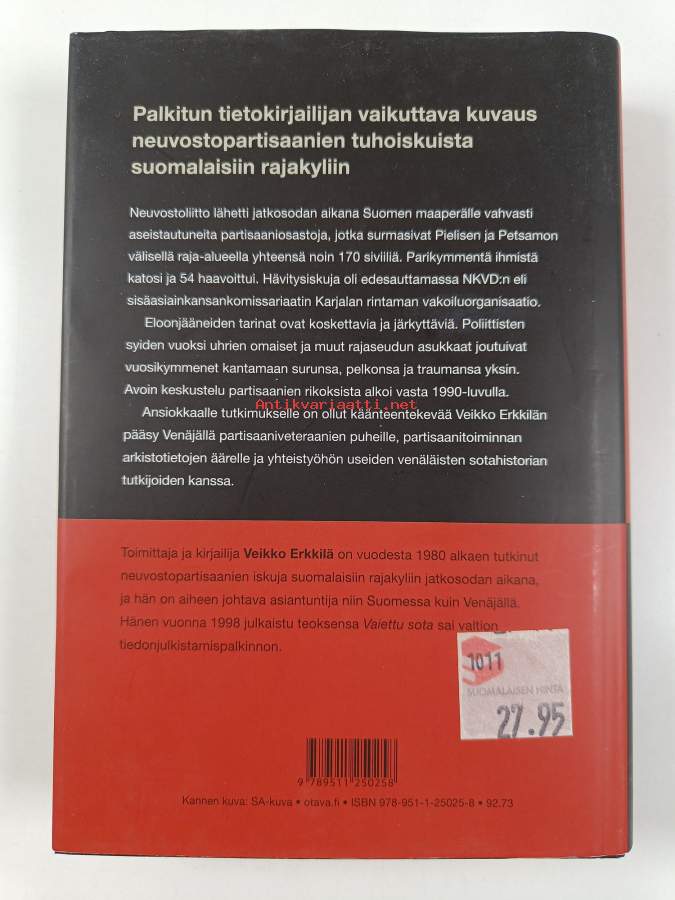 Palkitun tietokirjailijan vaikuttava kuvaus
neuvostopartisaanien tuhoiskuista
suomalaisiin rajakyliin
Neuvostoliitto lähetti jatkosodan aikana Suomen maaperälle vahvasti
aseistautuneita partisaaniosastoja, jotka surmasivat Pielisen ja Petsamon
välisellä raja-alueella yhteensä noin 170 siviiliä. Parikymmentä ihmistä
katosi ja 54 haavoittui. Hävitysiskuja oli edesauttamassa NKVD:n eli
sisäasiainkansankomissariaatin Karjalan rintaman vakoiluorganisaatio.
Eloonjääneiden tarinat ovat koskettavia ja järkyttäviä. Poliittisten
syiden vuoksi uhrien omaiset ja muut rajaseudun asukkaat joutuivat
vuosikymmenet kantamaan surunsa, pelkonsa ja traumansa yksin.
Avoin keskustelu partisaanien rikoksista alkoi vasta 1990-luvulla.
Antikvariaatti.net
Ansiokkaalle tutkimukselle on ollut käänteentekevää Veikko Erkkilän
pääsy Venäjällä partisaaniveteraanien puheille, partisaanitoiminnan
arkistotietojen äärelle ja yhteistyöhön useiden venäläisten sotahistorian
tutkijoiden kanssa.
Toimittaja ja kirjailija Veikko Erkkilä on vuodesta 1980 alkaen tutkinut
neuvostopartisaanien iskuja suomalaisiin rajakyliin jatkosodan aikana,
ja hän on aiheen johtava asiantuntija niin Suomessa kuin Venäjällä.
Hänen vuonna 1998 julkaistu teoksensa Vaiettu sota sai valtion
tiedonjulkistamispalkinnon.
1011
SUOMALAISEN HINTA
27.95
9 789511 250258
Kannen kuva: SA-kuva • otava.fi • ISBN 978-951-1-25025-8 • 92.73